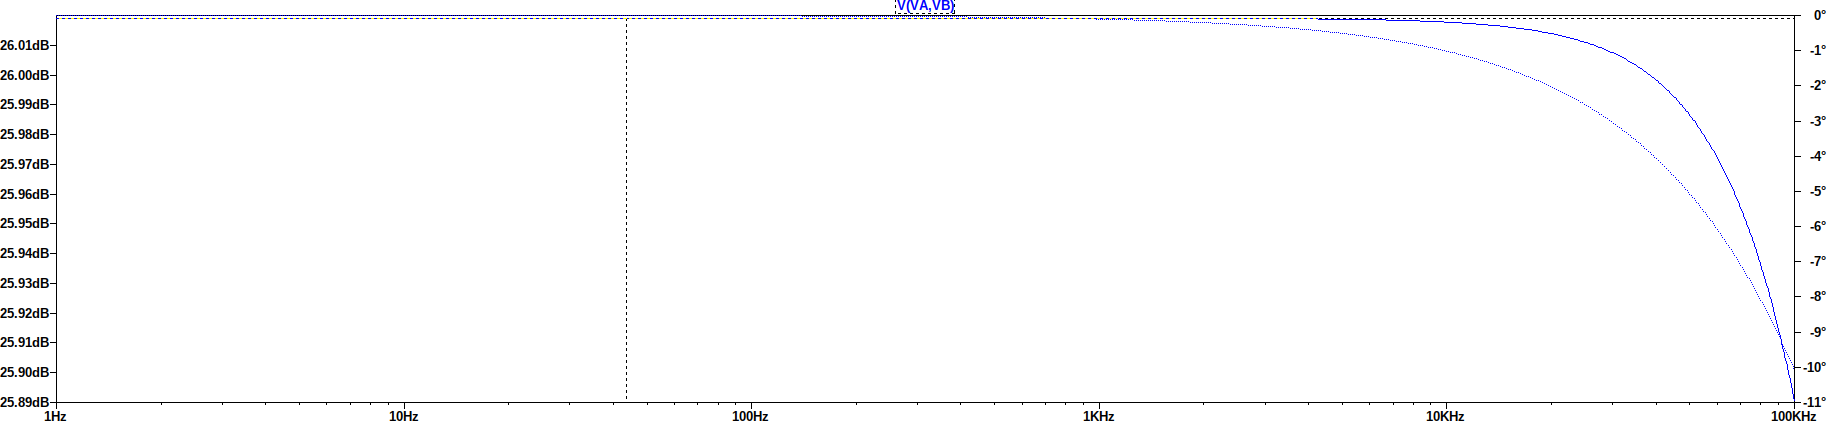 V(VA,VB)
26.01dB
26.00dB
25.99dB
25.98dB
25.97dB
25.96dB
25.95dB
25.94dB
25.93dB
25.92dB
25.91dB
25.90dB
25.89dB
0°
-1°
-2°
-3°
-4°
-5°
-6°
-7°
-8°
-9°
-10°
-11°
1Hz 10Hz 100Hz 1KHz 10KHz 100KHz